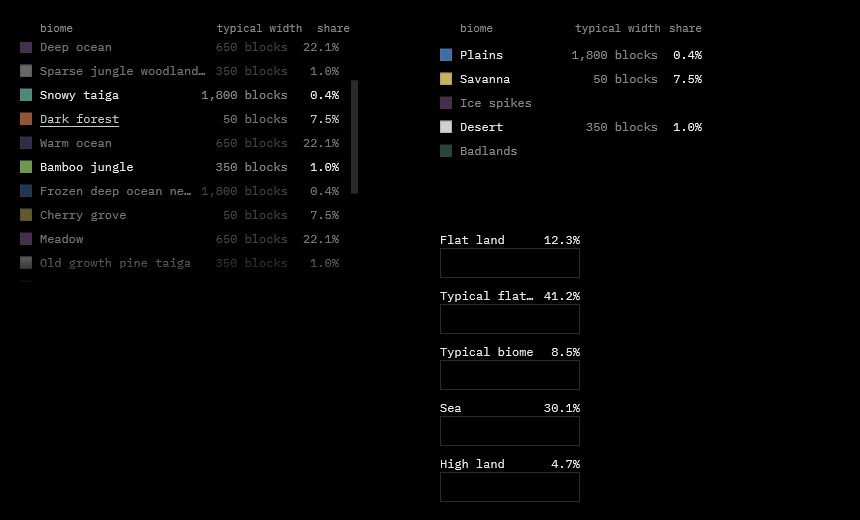 biome typical width share
Deep ocean 650 blocks 22.1%
Sparse jungle woodland… 350 blocks 1.0%
Snowy taiga 1,800 blocks 0.4%
Dark forest 50 blocks 7.5%
Warm ocean 650 blocks 22.1%
Bamboo jungle 350 blocks 1.0%
Frozen deep ocean ne… 1,800 blocks 0.4%
Cherry grove 50 blocks 7.5%
Meadow 650 blocks 22.1%
Old growth pine taiga 350 blocks 1.0%
biome typical width share
Plains 1,800 blocks 0.4%
Savanna 50 blocks 7.5%
Ice spikes
Desert 350 blocks 1.0%
Badlands
Flat land 12.3%
Typical flat… 41.2%
Typical biome 8.5%
Sea 30.1%
High land 4.7%